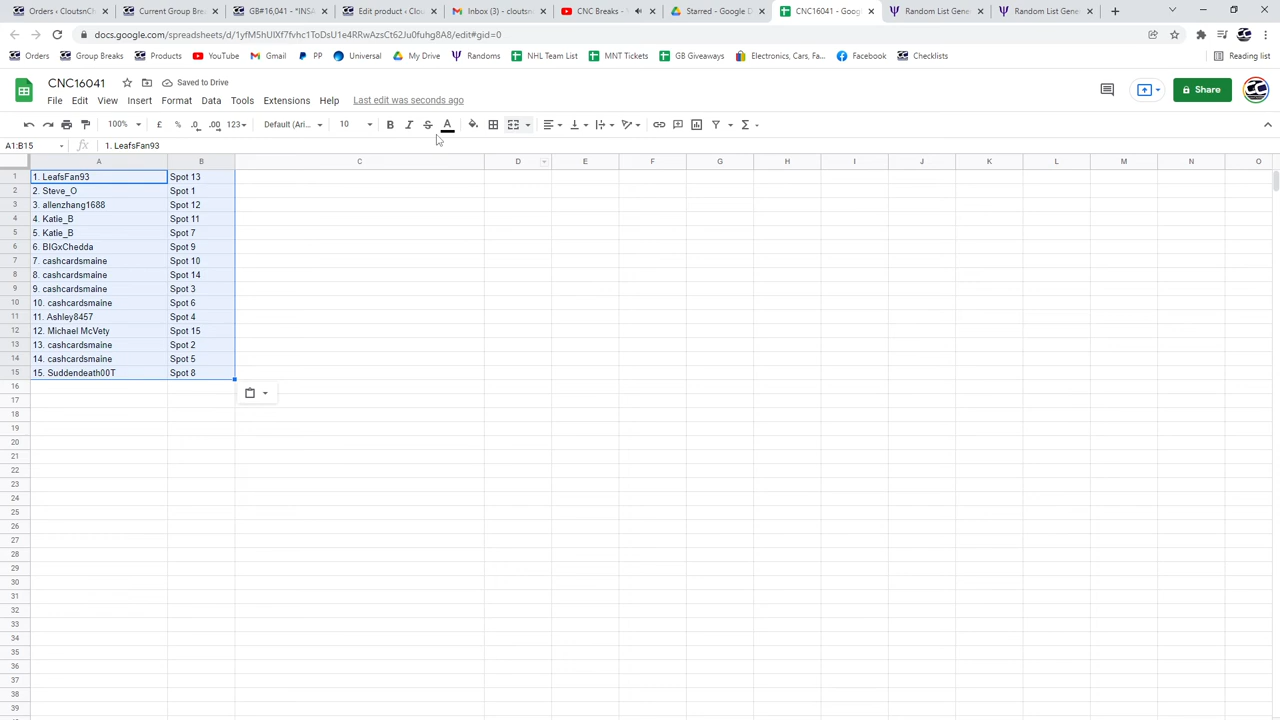 Orders ‹ CloutsnCh
Current Group Brea
GB#16,041 - *INSA
Edit product ‹ Clou
Inbox (3) - cloutsn
CNC Breaks -
Starred - Google D
CNC16041 - Goog
Random List Gene
Random List Gene
docs.google.com/spreadsheets/d/1yfM5hUIXf7fvhc1ToDsU1e4RRwAzsCt62Ju0fuhg8A8/edit#gid=0
Orders
Group Breaks
Products
YouTube
Gmail
PP
Universal
My Drive
Randoms
NHL Team List
MNT Tickets
GB Giveaways
Electronics, Cars, Fa...
Facebook
Checklists
Reading list
CNC16041
Saved to Drive
File Edit View Insert Format Data Tools Extensions Help Last edit was seconds ago
Share
100% £ % .0 .00 123 Default (Ari... 10 B I S A Σ
A1:B15 fx 1. LeafsFan93
A B C D E F G H I J K L M N O
1 1. LeafsFan93 Spot 13
2 2. Steve_O Spot 1
3 3. allenzhang1688 Spot 12
4 4. Katie_B Spot 11
5 5. Katie_B Spot 7
6 6. BIGxChedda Spot 9
7 7. cashcardsmaine Spot 10
8 8. cashcardsmaine Spot 14
9 9. cashcardsmaine Spot 3
10 10. cashcardsmaine Spot 6
11 11. Ashley8457 Spot 4
12 12. Michael McVety Spot 15
13 13. cashcardsmaine Spot 2
14 14. cashcardsmaine Spot 5
15 15. Suddendeath00T Spot 8
16
17
18
19
20
21
22
23
24
25
26
27
28
29
30
31
32
33
34
35
36
37
38
39